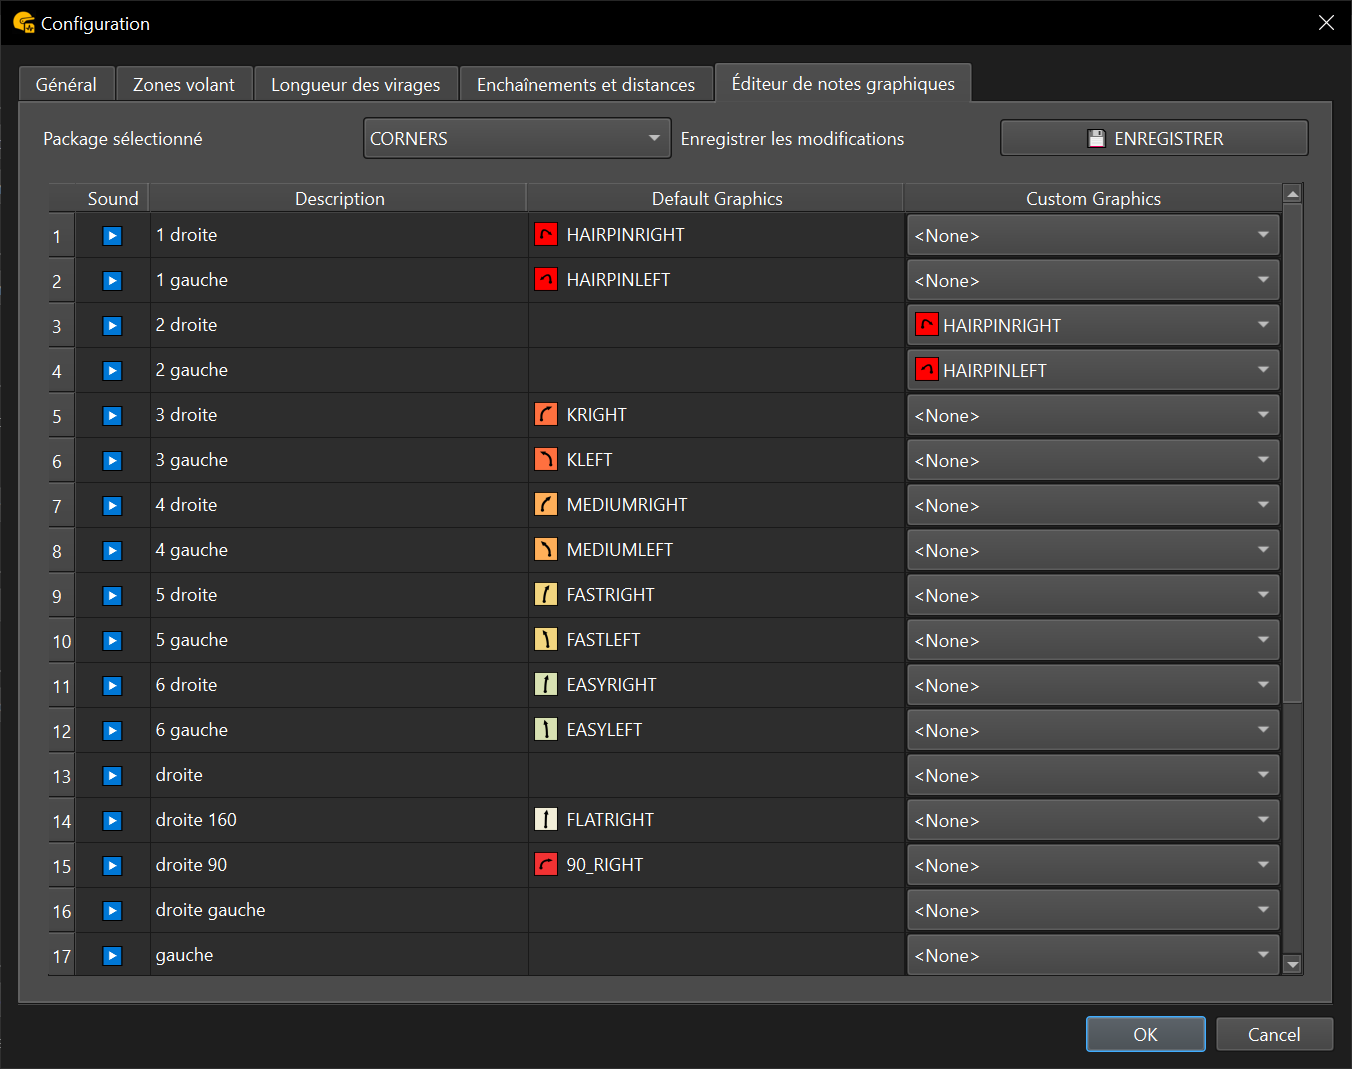 Configuration
Général Zones volant Longueur des virages Enchaînements et distances Éditeur de notes graphiques
Package sélectionné CORNERS Enregistrer les modifications ENREGISTRER
Sound Description Default Graphics Custom Graphics
1 1 droite HAIRPINRIGHT <None>
2 1 gauche HAIRPINLEFT <None>
3 2 droite HAIRPINRIGHT
4 2 gauche HAIRPINLEFT
5 3 droite KRIGHT <None>
6 3 gauche KLEFT <None>
7 4 droite MEDIUMRIGHT <None>
8 4 gauche MEDIUMLEFT <None>
9 5 droite FASTRIGHT <None>
10 5 gauche FASTLEFT <None>
11 6 droite EASYRIGHT <None>
12 6 gauche EASYLEFT <None>
13 droite <None>
14 droite 160 FLATRIGHT <None>
15 droite 90 90_RIGHT <None>
16 droite gauche <None>
17 gauche <None>
OK Cancel